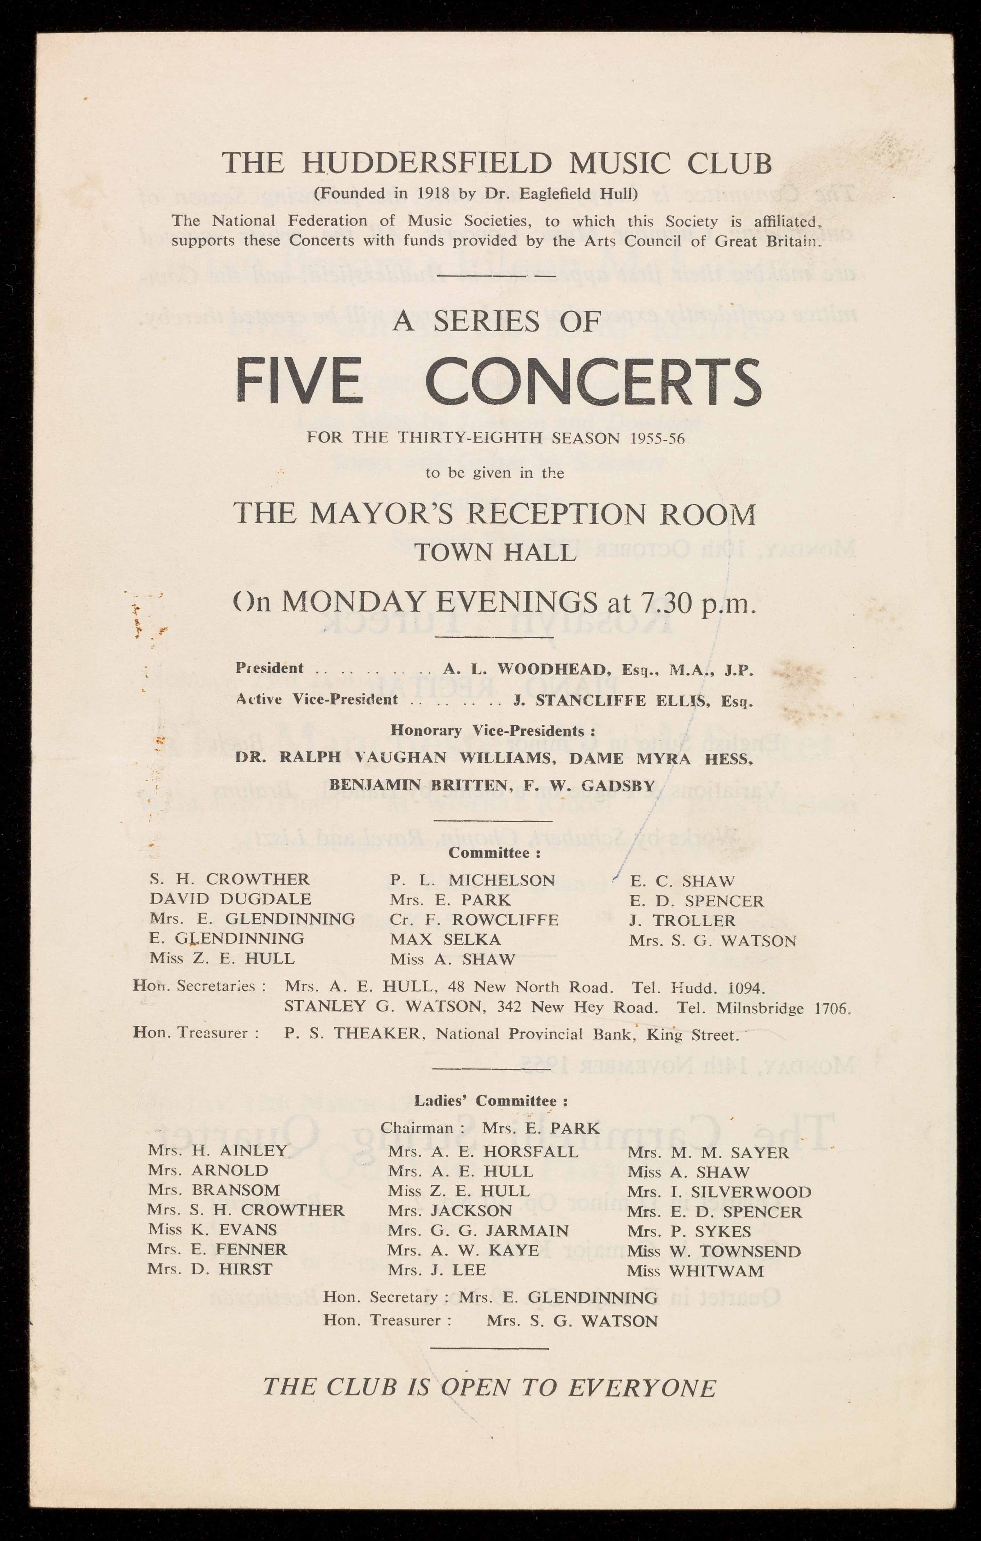 THE HUDDERSFIELD MUSIC CLUB
(Founded in 1918 by Dr. Eaglefield Hull)
The National Federation of Music Societies, to which this Society is affiliated,
supports these Concerts with funds provided by the Arts Council of Great Britain.
A SERIES OF
FIVE CONCERTS
FOR THE THIRTY-EIGHTH SEASON 1955-56
to be given in the
THE MAYOR'S RECEPTION ROOM
TOWN HALL
On MONDAY EVENINGS at 7.30 p.m.
President .. .. .. .. .. .. A. L. WOODHEAD, Esq., M.A., J.P.
Active Vice-President .. .. .. .. .. J. STANCLIFFE ELLIS, Esq.
Honorary Vice-Presidents :
DR. RALPH VAUGHAN WILLIAMS, DAME MYRA HESS,
BENJAMIN BRITTEN, F. W. GADSBY
Committee :
S. H. CROWTHER P. L. MICHELSON E. C. SHAW
DAVID DUGDALE Mrs. E. PARK E. D. SPENCER
Mrs. E. GLENDINNING Cr. F. ROWCLIFFE J. TROLLER
E. GLENDINNING MAX SELKA Mrs. S. G. WATSON
Miss Z. E. HULL Miss A. SHAW
Hon. Secretaries : Mrs. A. E. HULL, 48 New North Road. Tel. Hudd. 1094.
STANLEY G. WATSON, 342 New Hey Road. Tel. Milnsbridge 1706.
Hon. Treasurer : P. S. THEAKER, National Provincial Bank, King Street.
Ladies' Committee :
Chairman : Mrs. E. PARK
Mrs. H. AINLEY Mrs. A. E. HORSFALL Mrs. M. M. SAYER
Mrs. ARNOLD Mrs. A. E. HULL Miss A. SHAW
Mrs. BRANSOM Miss Z. E. HULL Mrs. I. SILVERWOOD
Mrs. S. H. CROWTHER Mrs. JACKSON Mrs. E. D. SPENCER
Miss K. EVANS Mrs. G. G. JARMAIN Mrs. P. SYKES
Mrs. E. FENNER Mrs. A. W. KAYE Miss W. TOWNSEND
Mrs. D. HIRST Mrs. J. LEE Miss WHITWAM
Hon. Secretary : Mrs. E. GLENDINNING
Hon. Treasurer : Mrs. S. G. WATSON
THE CLUB IS OPEN TO EVERYONE